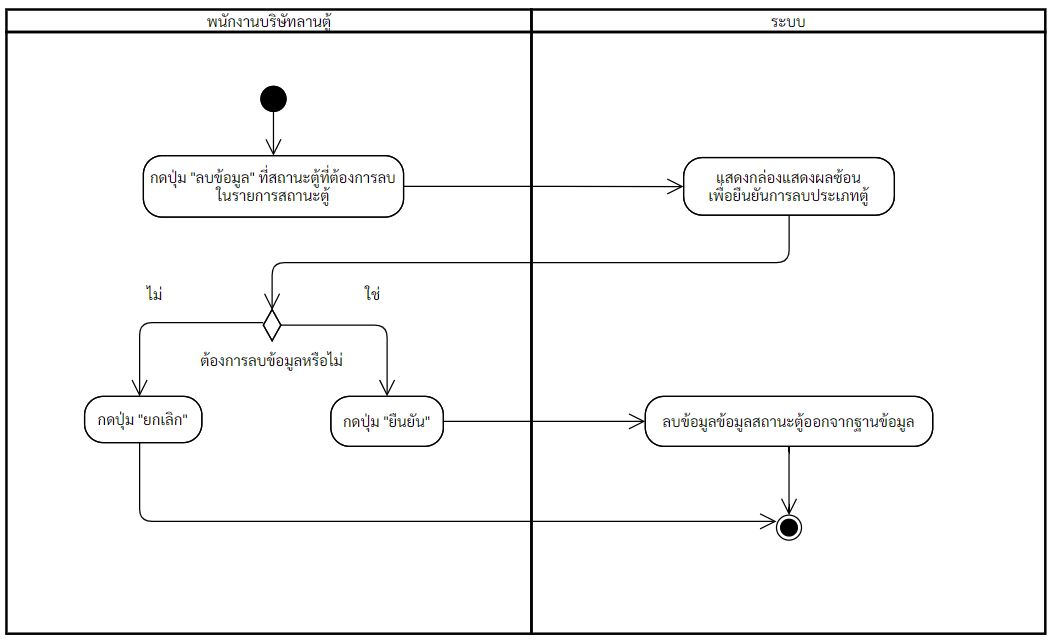 พนักงานบริษัทลานตู้
ระบบ
กดปุ่ม "ลบข้อมูล" ที่สถานะตู้ที่ต้องการลบ
ในรายการสถานะตู้
แสดงกล่องแสดงผลซ้อน
เพื่อยืนยันการลบประเภทตู้
ไม่
ใช่
ต้องการลบข้อมูลหรือไม่
กดปุ่ม "ยกเลิก"
กดปุ่ม "ยืนยัน"
ลบข้อมูลข้อมูลสถานะตู้ออกจากฐานข้อมูล